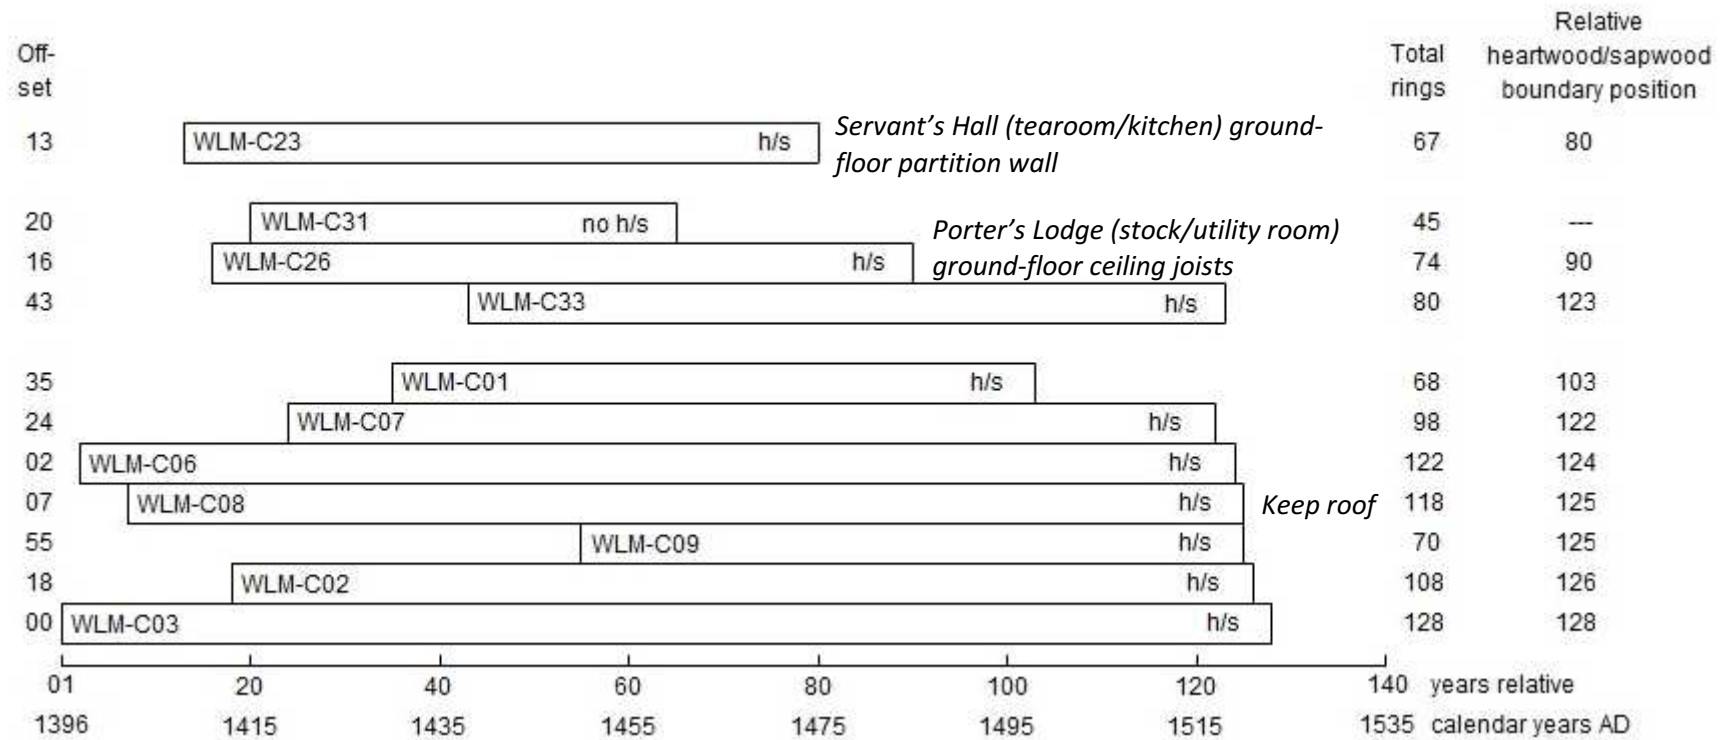 Off-
set
Total
rings
Relative
heartwood/sapwood
boundary position
13 WLM-C23 h/s Servant’s Hall (tearoom/kitchen) ground-
floor partition wall 67 80
20 WLM-C31 no h/s 45 ---
Porter’s Lodge (stock/utility room)
16 WLM-C26 h/s ground-floor ceiling joists 74 90
43 WLM-C33 h/s 80 123
35 WLM-C01 h/s 68 103
24 WLM-C07 h/s 98 122
02 WLM-C06 h/s 122 124
07 WLM-C08 h/s Keep roof 118 125
55 WLM-C09 h/s 70 125
18 WLM-C02 h/s 108 126
00 WLM-C03 h/s 128 128
01 20 40 60 80 100 120 140 years relative
1396 1415 1435 1455 1475 1495 1515 1535 calendar years AD